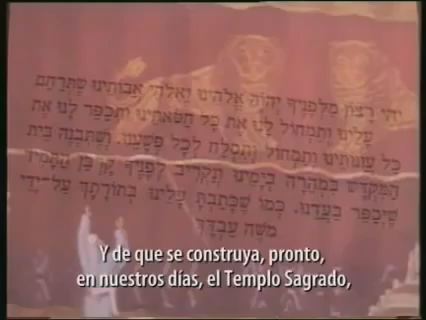 יהי רצון מלפניך יהוה אלהינו ואלהי אבותינו שתרחם
עלינו ותמחול לנו את כל חטאתינו ותכפר לנו את
כל עונותינו ותמחול ותסלח לכל פשעינו. ושתבנה בית
המקדש במהרה בימינו ונקריב לפניך קרבן התמיד
שיכפר בעדנו. כמו שכתבת עלינו בתורתך על-ידי
משה עבדך
Y de que se construya, pronto,
en nuestros días, el Templo Sagrado,